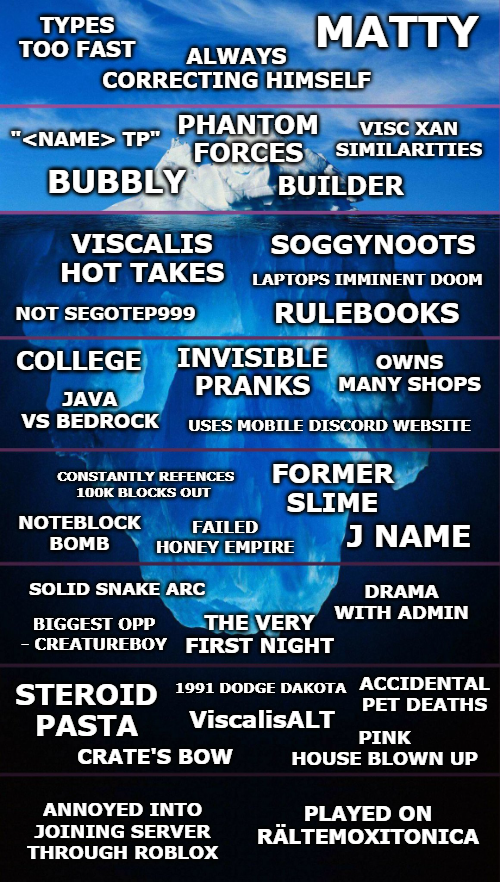 TYPES
TOO FAST
MATTY
ALWAYS
CORRECTING HIMSELF
"<NAME> TP"
PHANTOM
FORCES
VISC XAN
SIMILARITIES
BUBBLY
BUILDER
VISCALIS
HOT TAKES
SOGGYNOOTS
LAPTOPS IMMINENT DOOM
NOT SEGOTEP999
RULEBOOKS
COLLEGE
INVISIBLE
PRANKS
OWNS
MANY SHOPS
JAVA
VS BEDROCK
USES MOBILE DISCORD WEBSITE
CONSTANTLY REFENCES
100K BLOCKS OUT
FORMER
SLIME
NOTEBLOCK
BOMB
FAILED
HONEY EMPIRE
J NAME
SOLID SNAKE ARC
DRAMA
WITH ADMIN
BIGGEST OPP
- CREATUREBOY
THE VERY
FIRST NIGHT
STEROID
PASTA
1991 DODGE DAKOTA
ACCIDENTAL
PET DEATHS
ViscalisALT
CRATE'S BOW
PINK
HOUSE BLOWN UP
ANNOYED INTO
JOINING SERVER
THROUGH ROBLOX
PLAYED ON
RÄLTEMOXITONICA